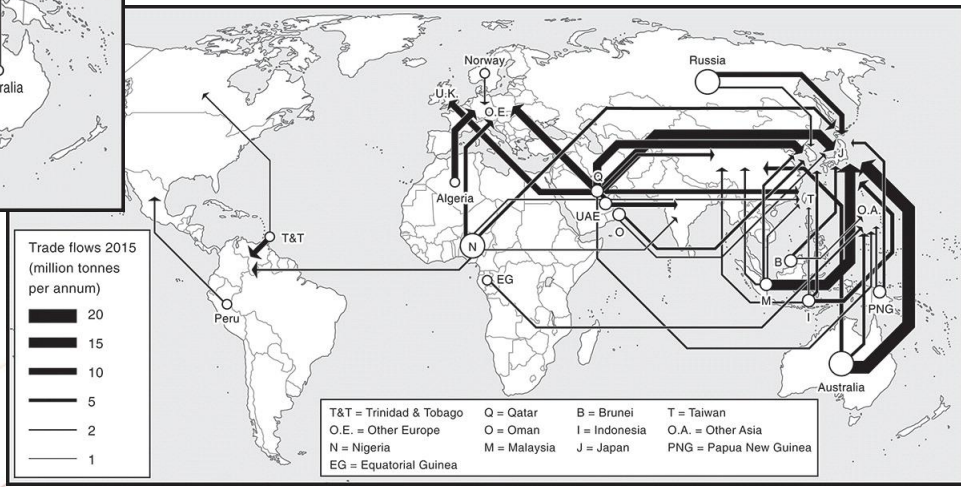 ralia
Norway
Russia
U.K.
O.E.
J
Algeria
Q
UAE
O
T
O.A.
T&T
N
B
EG
M
I
PNG
Peru
Australia
Trade flows 2015
(million tonnes
per annum)
20
15
10
5
2
1
T&T = Trinidad & Tobago Q = Qatar B = Brunei T = Taiwan
O.E. = Other Europe O = Oman I = Indonesia O.A. = Other Asia
N = Nigeria M = Malaysia J = Japan PNG = Papua New Guinea
EG = Equatorial Guinea